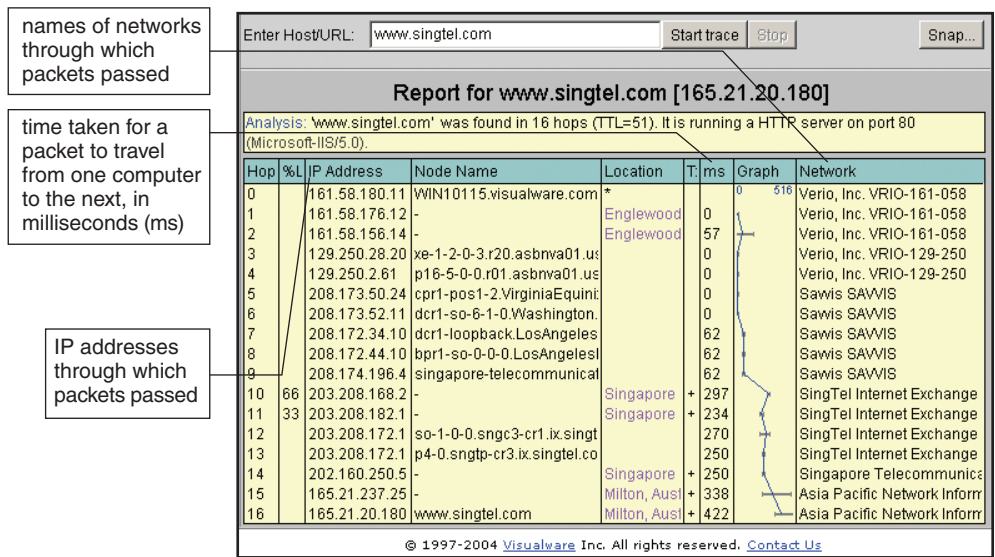 names of networks
through which
packets passed
time taken for a
packet to travel
from one computer
to the next, in
milliseconds (ms)
IP addresses
through which
packets passed
Enter Host/URL: www.singtel.com Start trace Stop Snap...
Report for www.singtel.com [165.21.20.180]
Analysis: 'www.singtel.com' was found in 16 hops (TTL=51). It is running a HTTP server on port 80
(Microsoft-IIS/5.0).
Hop %L IP Address Node Name Location T: ms Graph Network
0 161.58.180.11 WIN10115.visualware.com * 0 516 Verio, Inc. VRIO-161-058
1 161.58.176.12 - Englewood 0 Verio, Inc. VRIO-161-058
2 161.58.156.14 - Englewood 57 Verio, Inc. VRIO-161-058
3 129.250.28.20 xe-1-2-0-3.r20.asbnva01.us 0 Verio, Inc. VRIO-129-250
4 129.250.2.61 p16-5-0-0.r01.asbnva01.us 0 Verio, Inc. VRIO-129-250
5 208.173.50.24 cpr1-pos1-2.VirginiaEquini: 0 Savvis SAVVIS
6 208.173.52.11 dcr1-so-6-1-0.Washington. 0 Savvis SAVVIS
7 208.172.34.10 dcr1-loopback.LosAngeles 62 Savvis SAVVIS
8 208.172.44.10 bpr1-so-0-0-0.LosAngelesl 62 Savvis SAVVIS
9 208.174.196.4 singapore-telecommunicat 62 Savvis SAVVIS
10 66 203.208.168.2 - Singapore + 297 SingTel Internet Exchange
11 33 203.208.182.1 - Singapore + 234 SingTel Internet Exchange
12 203.208.172.1 so-1-0-0.sngc3-cr1.ix.singt 270 SingTel Internet Exchange
13 203.208.172.1 p4-0.sngtp-cr3.ix.singtel.co 250 SingTel Internet Exchange
14 202.160.250.5 - Singapore + 250 Singapore Telecommunica
15 165.21.237.25 - Milton, Aust + 338 Asia Pacific Network Inform
16 165.21.20.180 www.singtel.com Milton, Aust + 422 Asia Pacific Network Inform
© 1997-2004 Visualware Inc. All rights reserved. Contact Us